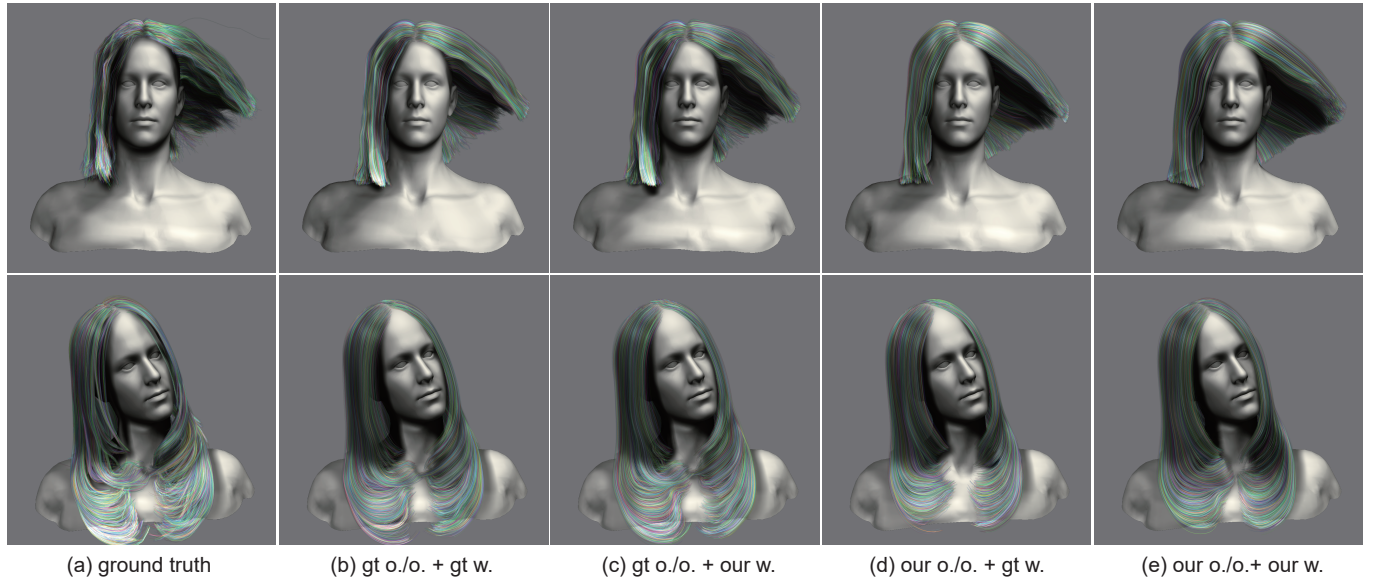 (a) ground truth
(b) gt o./o. + gt w.
(c) gt o./o. + our w.
(d) our o./o. + gt w.
(e) our o./o.+ our w.